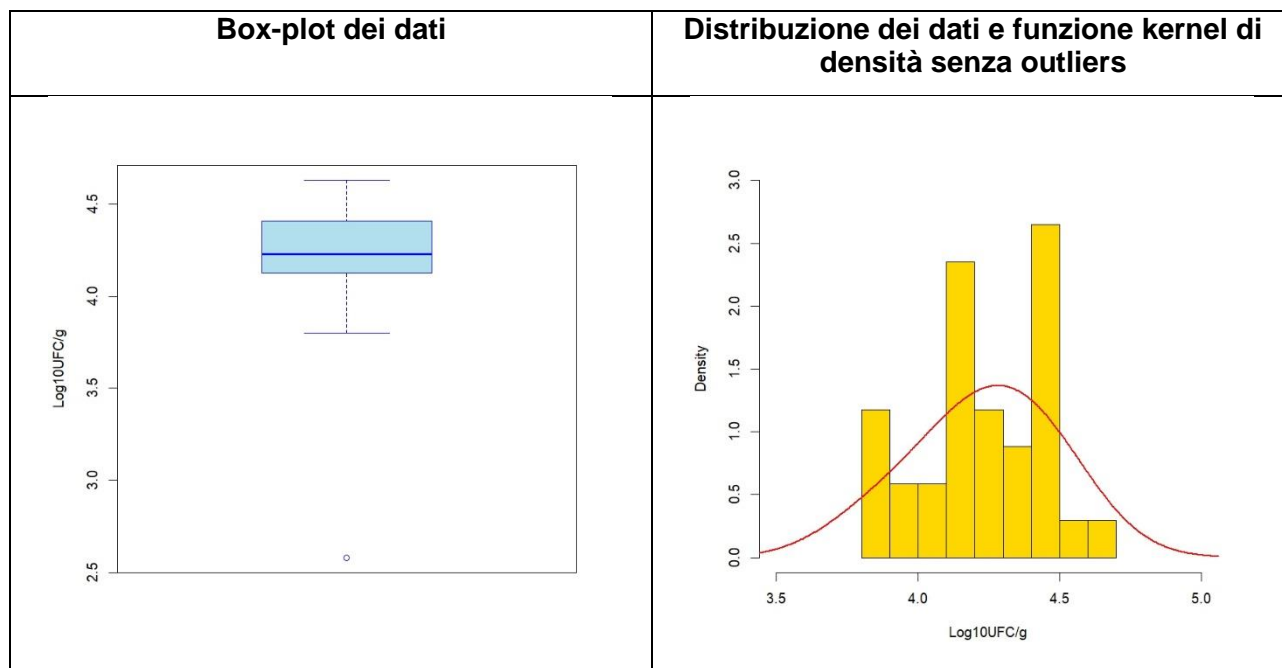 Box-plot dei dati
Distribuzione dei dati e funzione kernel di
densità senza outliers
Log10UFC/g
4.5
4.0
3.5
3.0
2.5
Density
3.0
2.5
2.0
1.5
1.0
0.5
0.0
3.5 4.0 4.5 5.0
Log10UFC/g